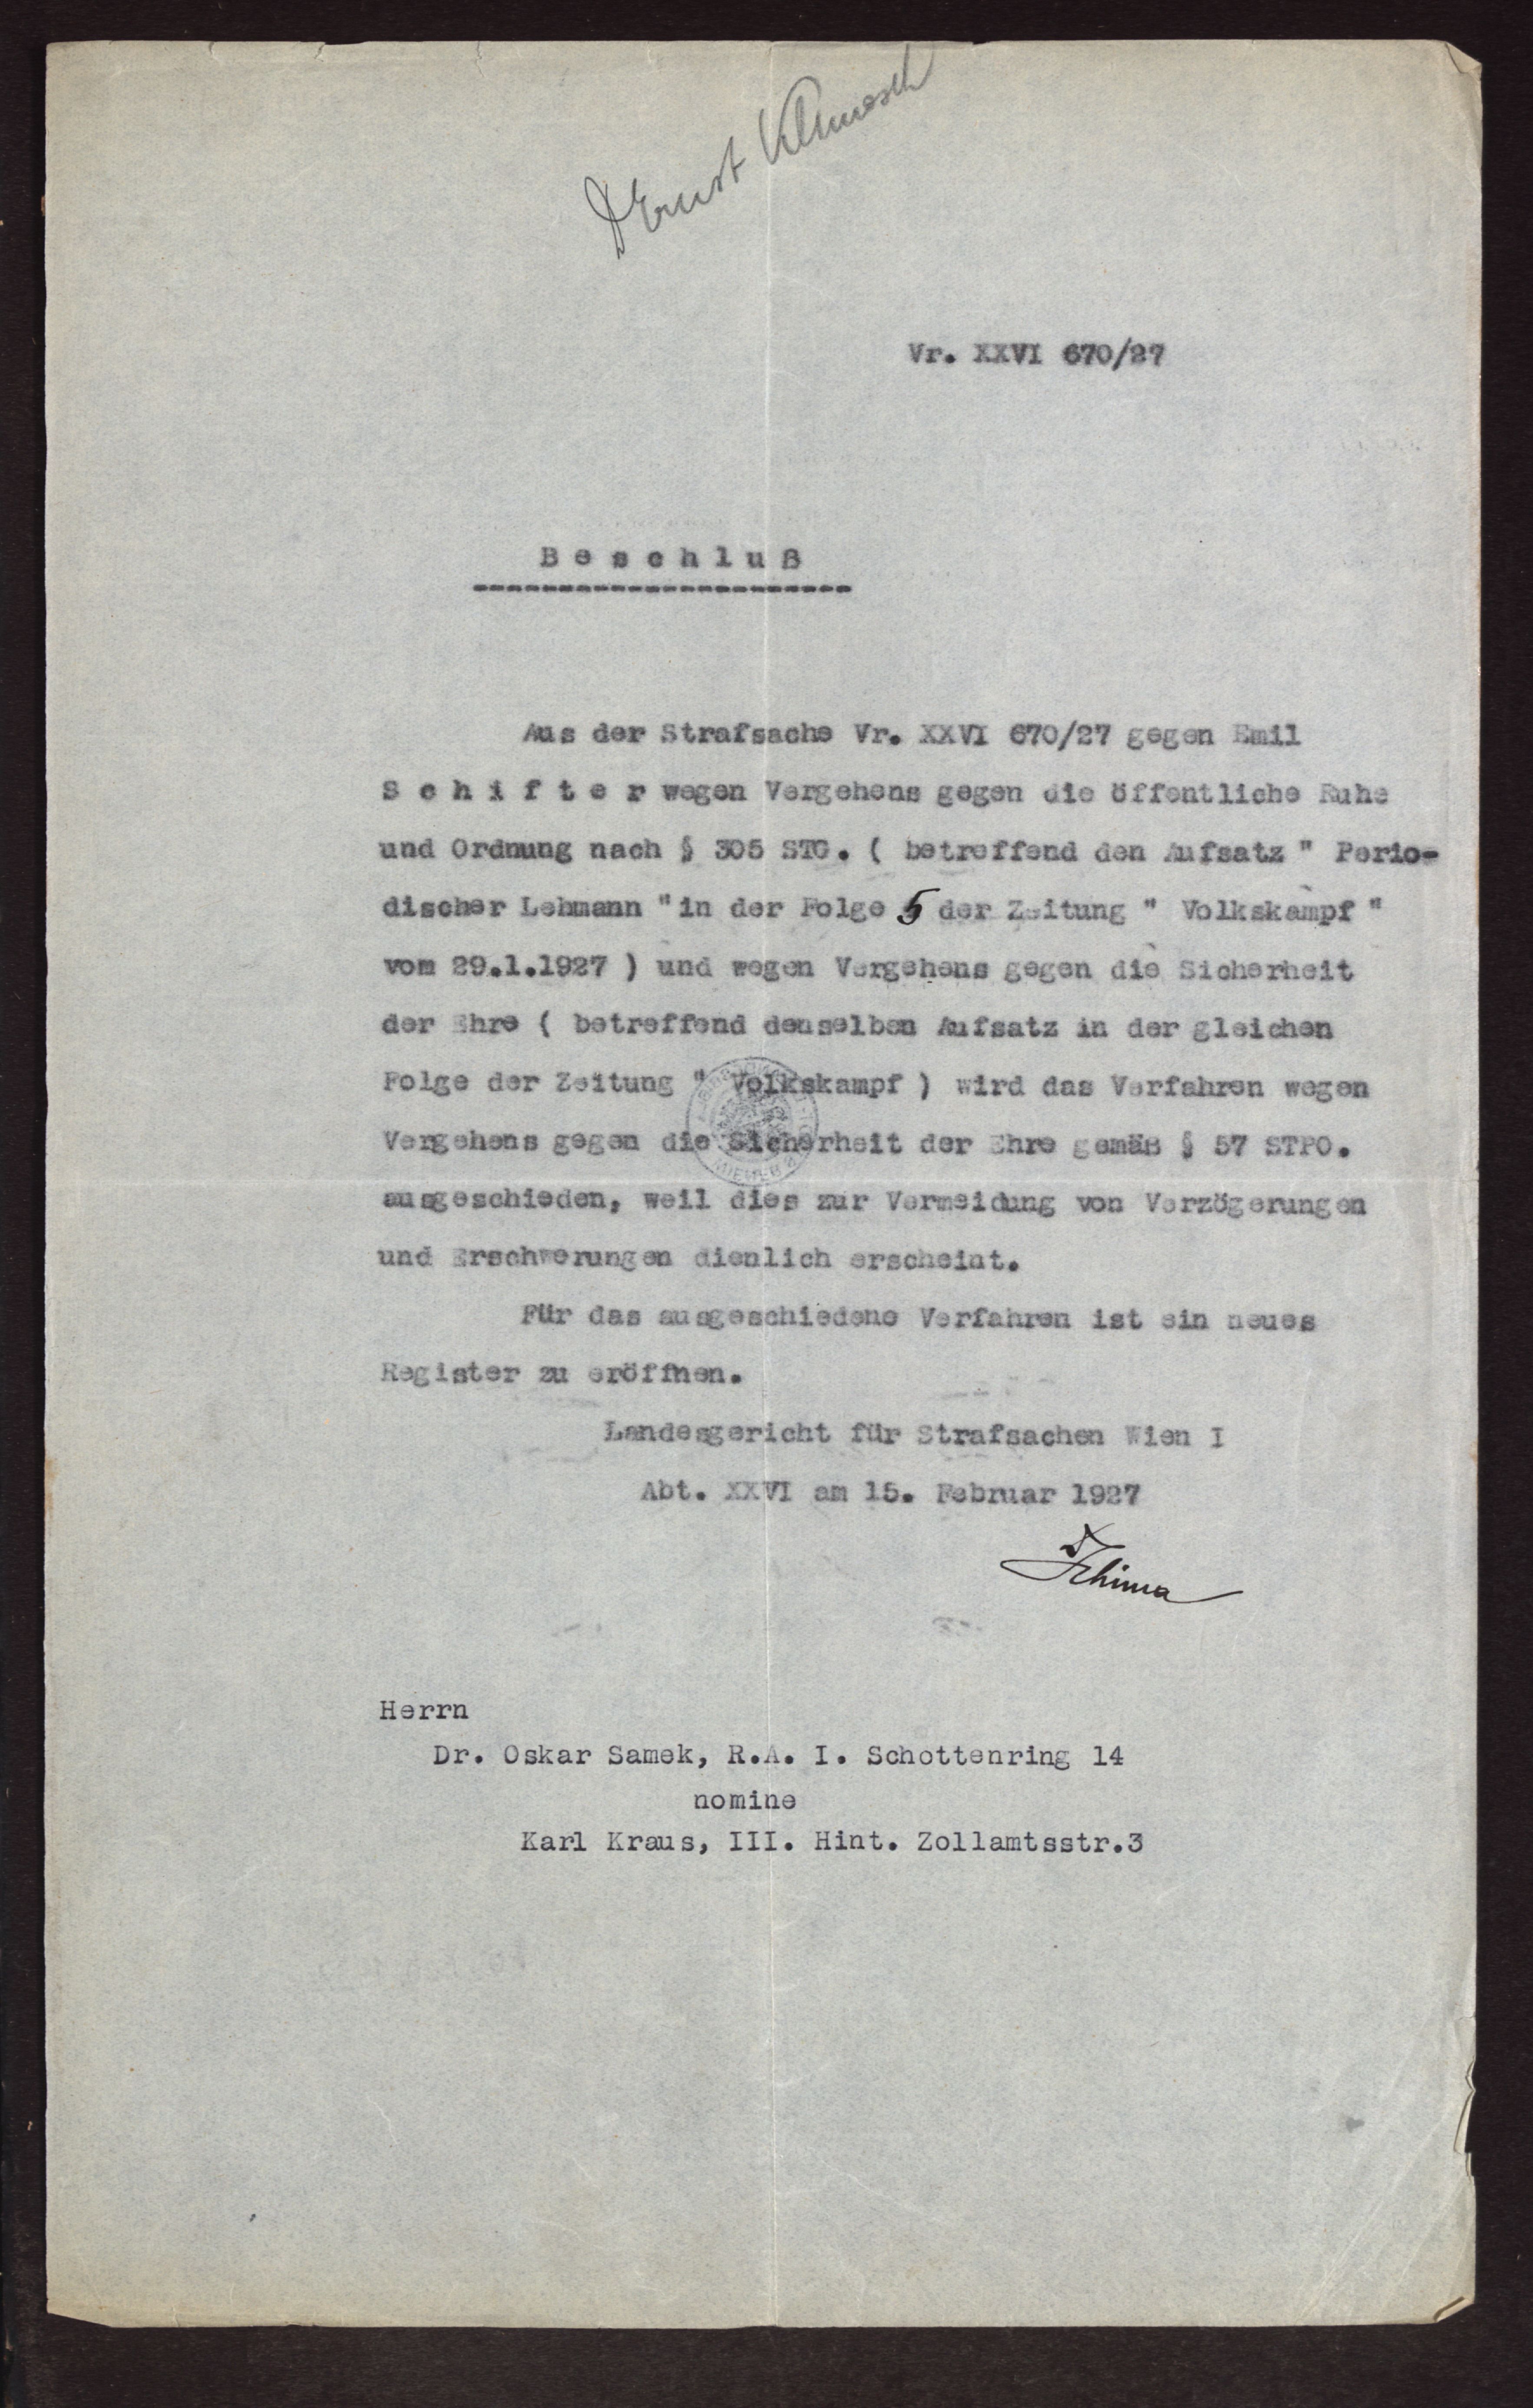 Dr Ernst Klimesch
Vr. XXVI 670/27
Beschluß
Aus der Strafsache Vr. XXVI 670/27 gegen Emil
Schifter wegen Vergehens gegen die öffentliche Ruhe
und Ordnung nach § 305 STG. ( betreffend den Aufsatz " Perio-
discher Lehmann " in der Folge 5 der Zeitung " Volkskampf "
vom 29.1.1927 ) und wegen Vergehens gegen die Sicherheit
der Ehre ( betreffend denselben Aufsatz in der gleichen
Folge der Zeitung " Volkskampf ) wird das Verfahren wegen
Vergehens gegen die Sicherheit der Ehre gemäß § 57 STPO.
ausgeschieden, weil dies zur Vermeidung von Verzögerungen
und Erschwerungen dienlich erscheint.
Für das ausgeschiedene Verfahren ist ein neues
Register zu eröffnen.
Landesgericht für Strafsachen Wien I
Abt. XXVI am 15. Februar 1927
Schima
Herrn
Dr. Oskar Samek, R.A. I. Schottenring 14
nomine
Karl Kraus, III. Hint. Zollamtsstr.3